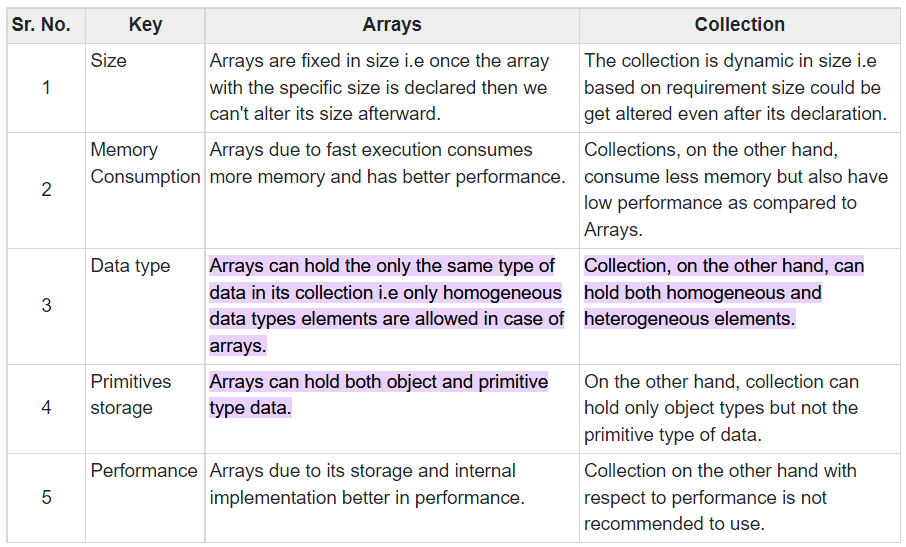 Sr. No. Key Arrays Collection
1
Size
Arrays are fixed in size i.e once the array
with the specific size is declared then we
can't alter its size afterward.
The collection is dynamic in size i.e
based on requirement size could be
get altered even after its declaration.
2
Memory
Consumption
Arrays due to fast execution consumes
more memory and has better performance.
Collections, on the other hand,
consume less memory but also have
low performance as compared to
Arrays.
3
Data type
Arrays can hold the only the same type of
data in its collection i.e only homogeneous
data types elements are allowed in case of
arrays.
Collection, on the other hand, can
hold both homogeneous and
heterogeneous elements.
4
Primitives
storage
Arrays can hold both object and primitive
type data.
On the other hand, collection can
hold only object types but not the
primitive type of data.
5
Performance
Arrays due to its storage and internal
implementation better in performance.
Collection on the other hand with
respect to performance is not
recommended to use.